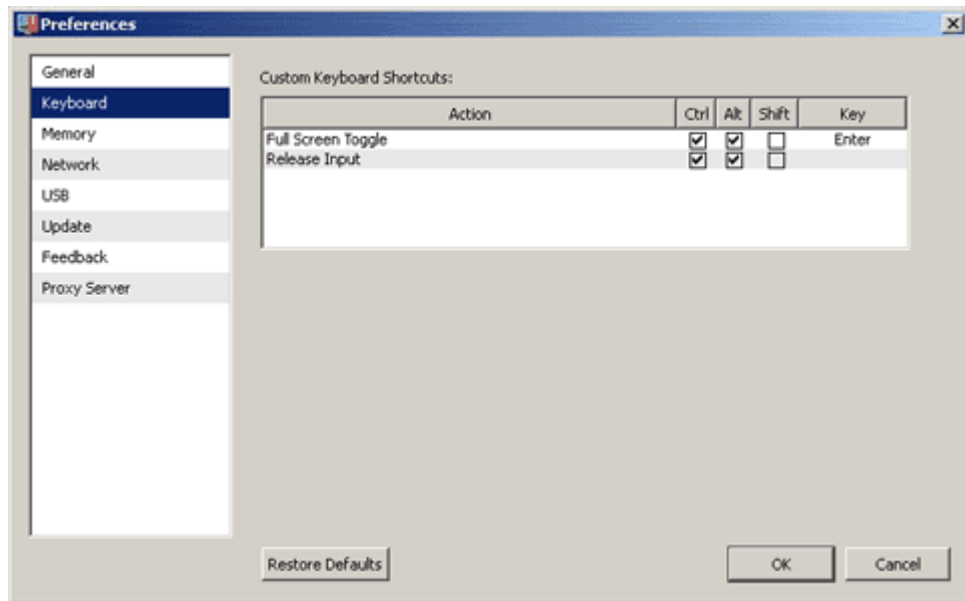 Preferences
General
Keyboard
Memory
Network
USB
Update
Feedback
Proxy Server
Custom Keyboard Shortcuts:
Action Ctrl Alt Shift Key
Full Screen Toggle Enter
Release Input
Restore Defaults OK Cancel